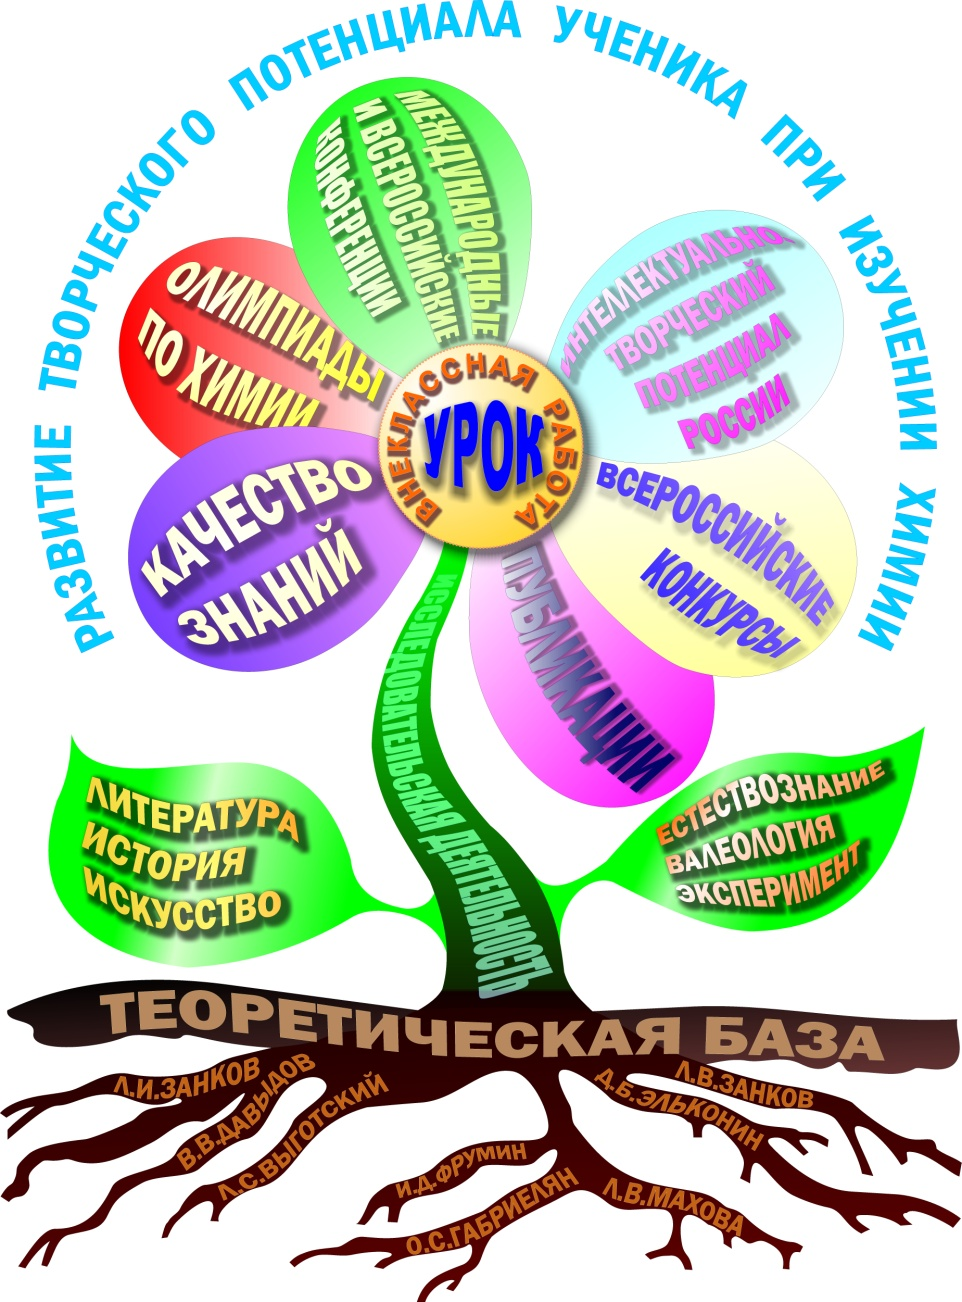 РАЗВИТИЕ ТВОРЧЕСКОГО ПОТЕНЦИАЛА УЧЕНИКА ПРИ ИЗУЧЕНИИ ХИМИИ
МЕЖДУНАРОДНЫЕ
И ВСЕРОССИЙСКИЕ
КОНФЕРЕНЦИИ
ОЛИМПИАДЫ
ПО ХИМИИ
ИНТЕЛЛЕКТУАЛЬНО
ТВОРЧЕСКИЙ
ПОТЕНЦИАЛ
РОССИИ
ВНЕКЛАССНАЯ РАБОТА
УРОК
КАЧЕСТВО
ЗНАНИЙ
ВСЕРОССИЙСКИЕ
КОНКУРСЫ
ПУБЛИКАЦИИ
ИССЛЕДОВАТЕЛЬСКАЯ ДЕЯТЕЛЬНОСТЬ
ЛИТЕРАТУРА
ИСТОРИЯ
ИСКУССТВО
ЕСТЕСТВОЗНАНИЕ
ВАЛЕОЛОГИЯ
ЭКСПЕРИМЕНТ
ТЕОРЕТИЧЕСКАЯ БАЗА
Л.И.ЗАНКОВ
В.В.ДАВЫДОВ
Л.С.ВЫГОТСКИЙ
И.Д.ФРУМИН
О.С.ГАБРИЕЛЯН
Л.В.МАХОВА
Д.Б.ЭЛЬКОНИН
Л.В.ЗАНКОВ